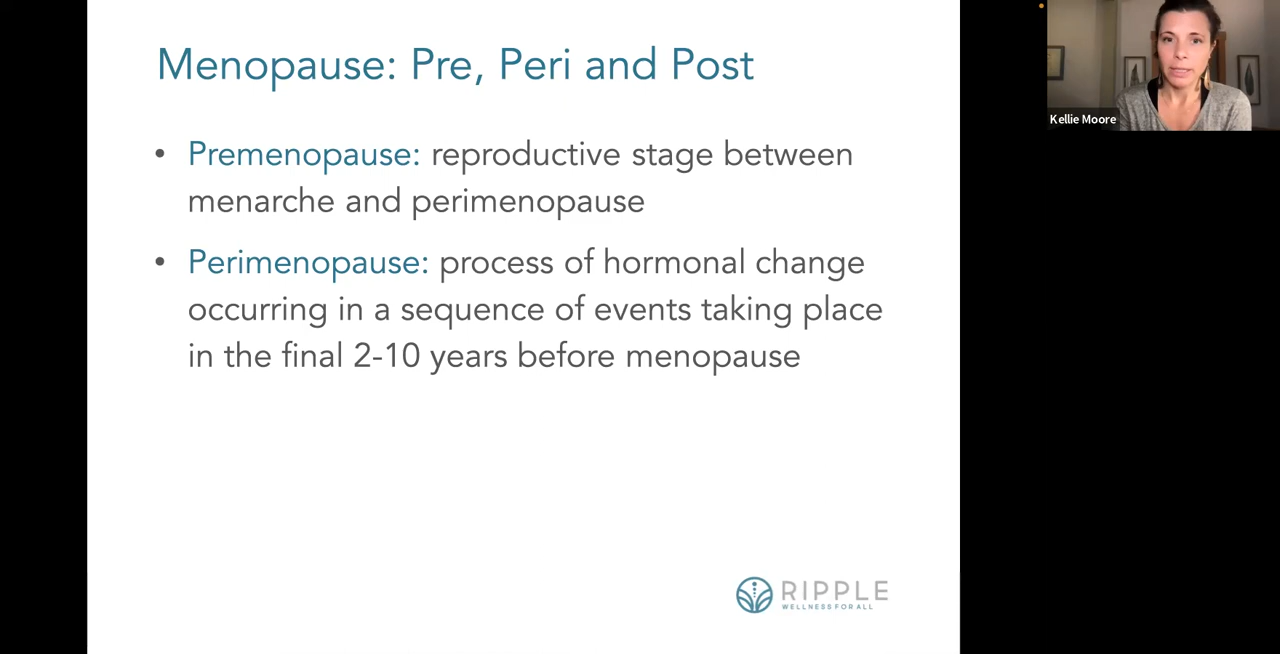 Menopause: Pre, Peri and Post
• Premenopause: reproductive stage between
menarche and perimenopause
• Perimenopause: process of hormonal change
occurring in a sequence of events taking place
in the final 2-10 years before menopause
RIPPLE
WELLNESS FOR ALL
Kellie Moore